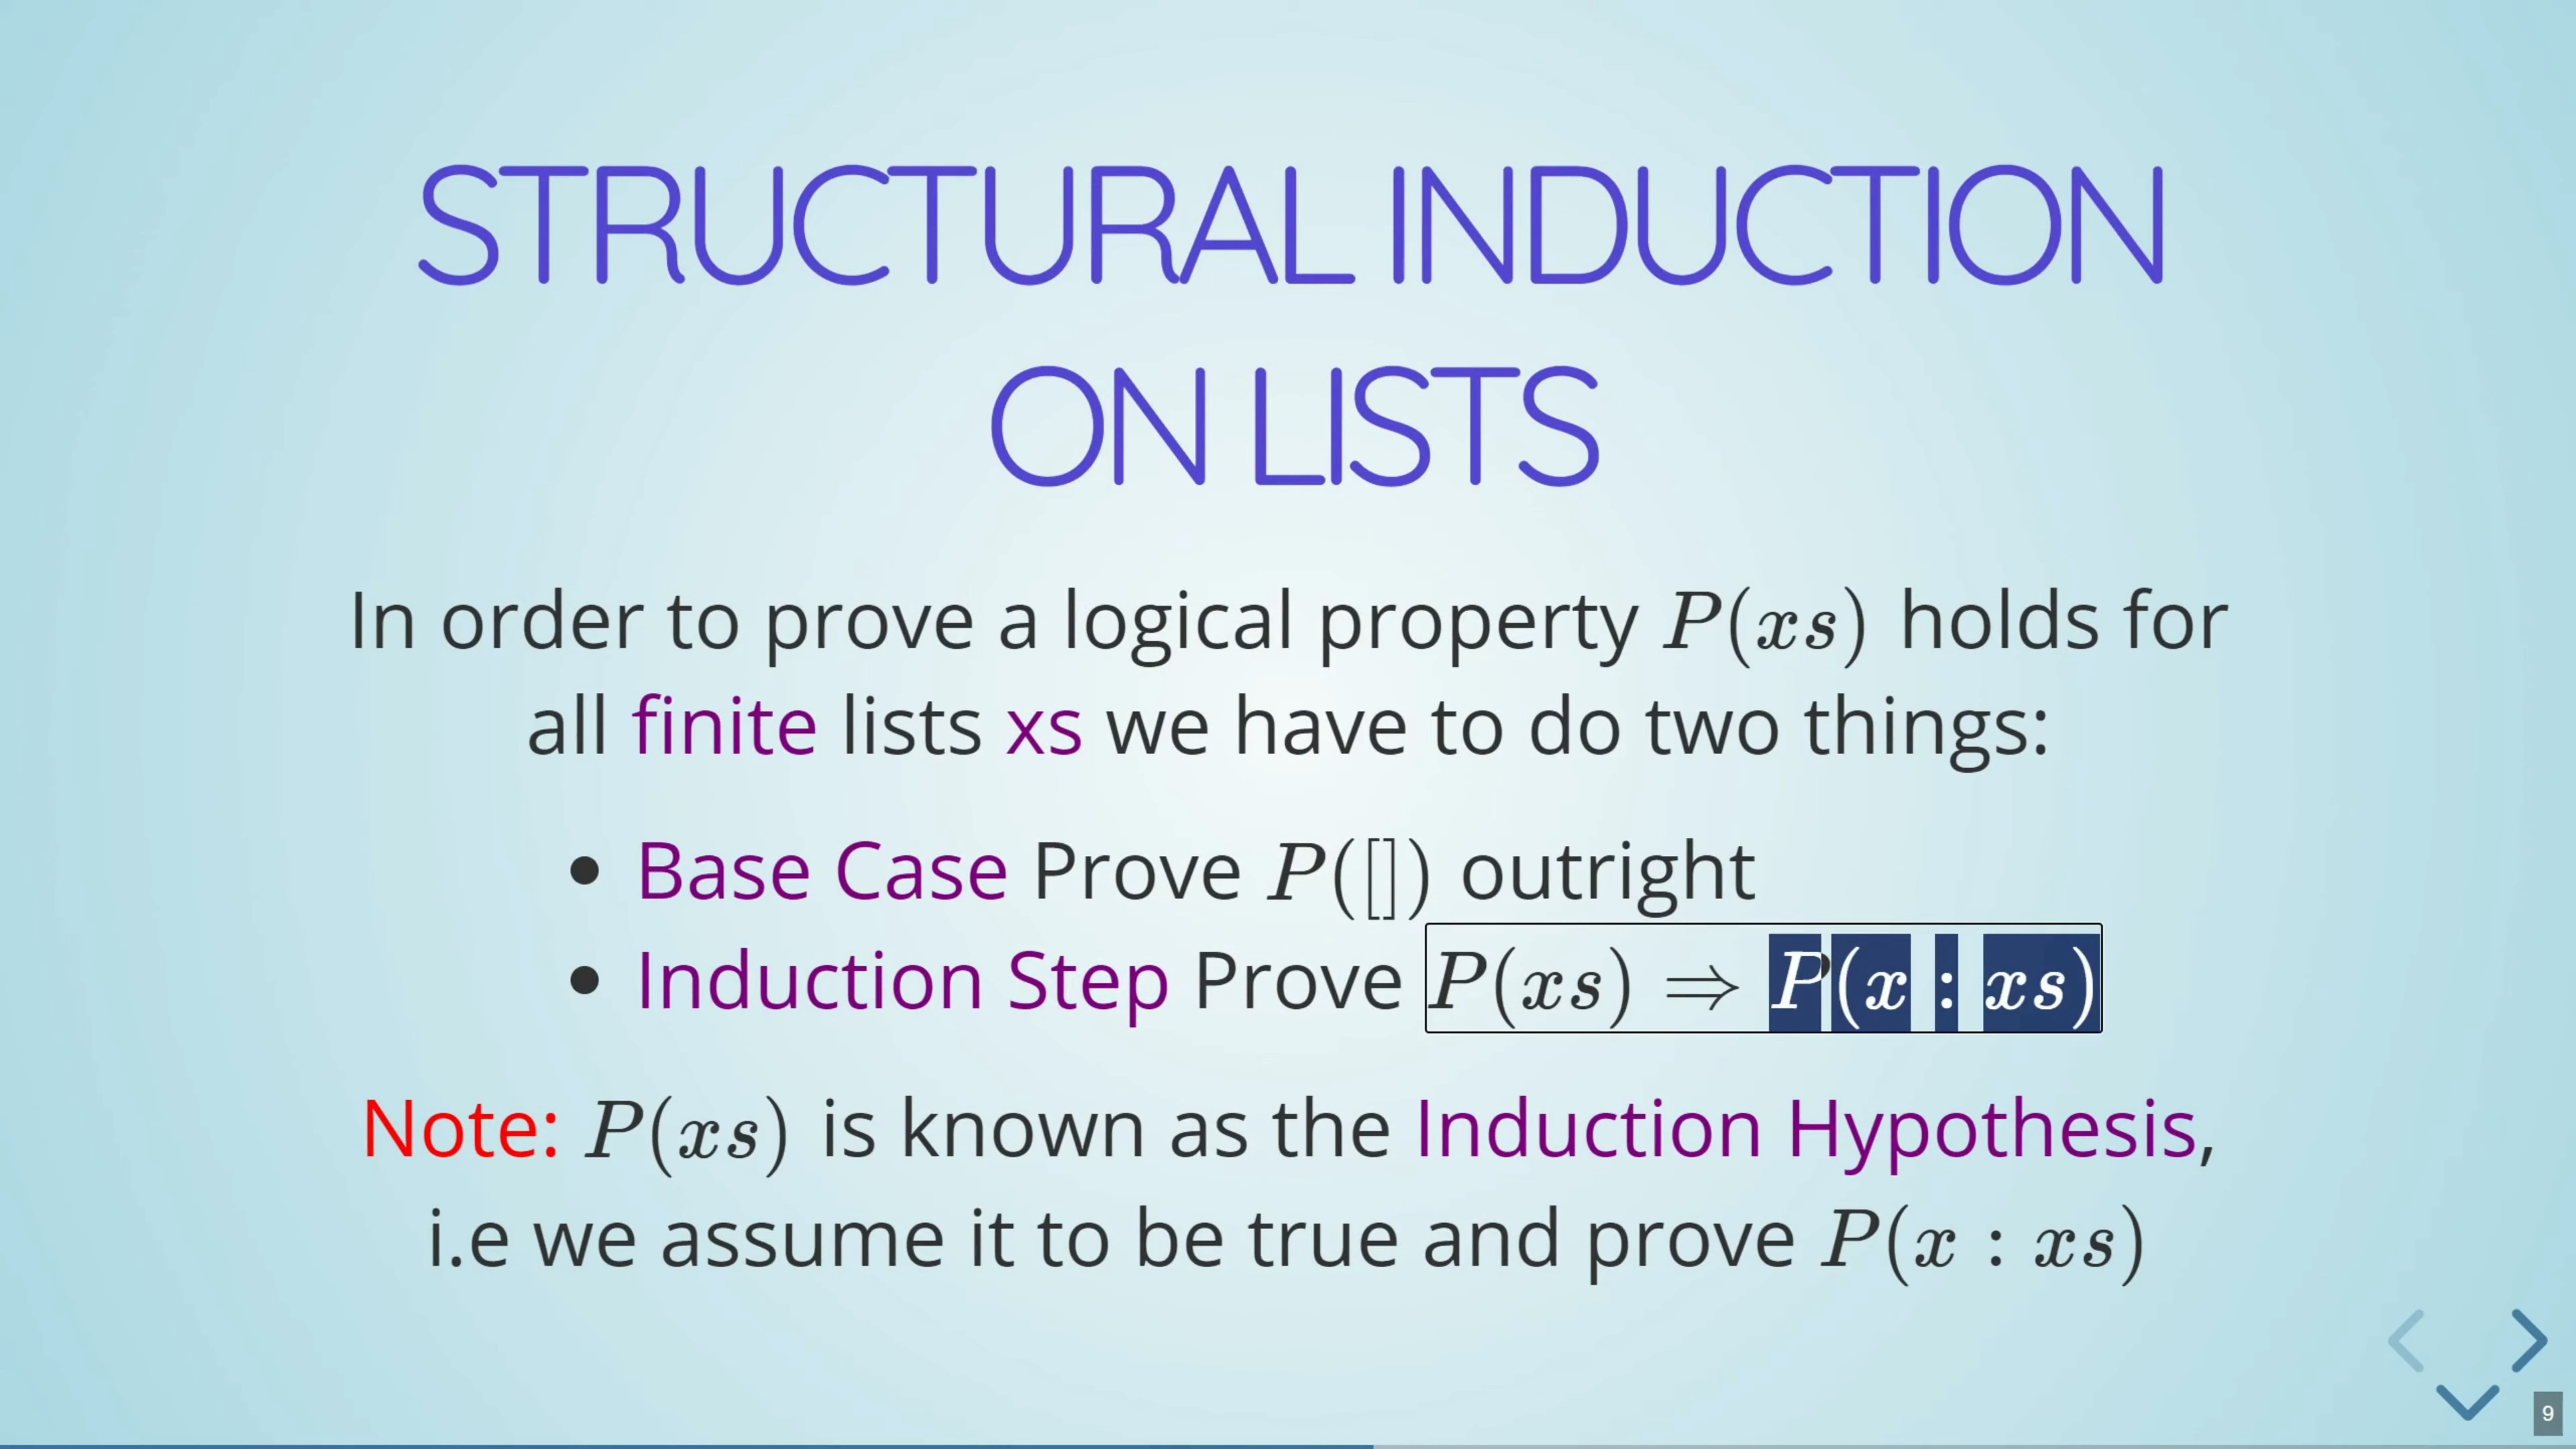 STRUCTURAL INDUCTION
ON LISTS
In order to prove a logical property P(xs) holds for
all finite lists xs we have to do two things:
• Base Case Prove P([]) outright
• Induction Step Prove P(xs) ⇒ P(x : xs)
Note: P(xs) is known as the Induction Hypothesis,
i.e we assume it to be true and prove P(x : xs)
9